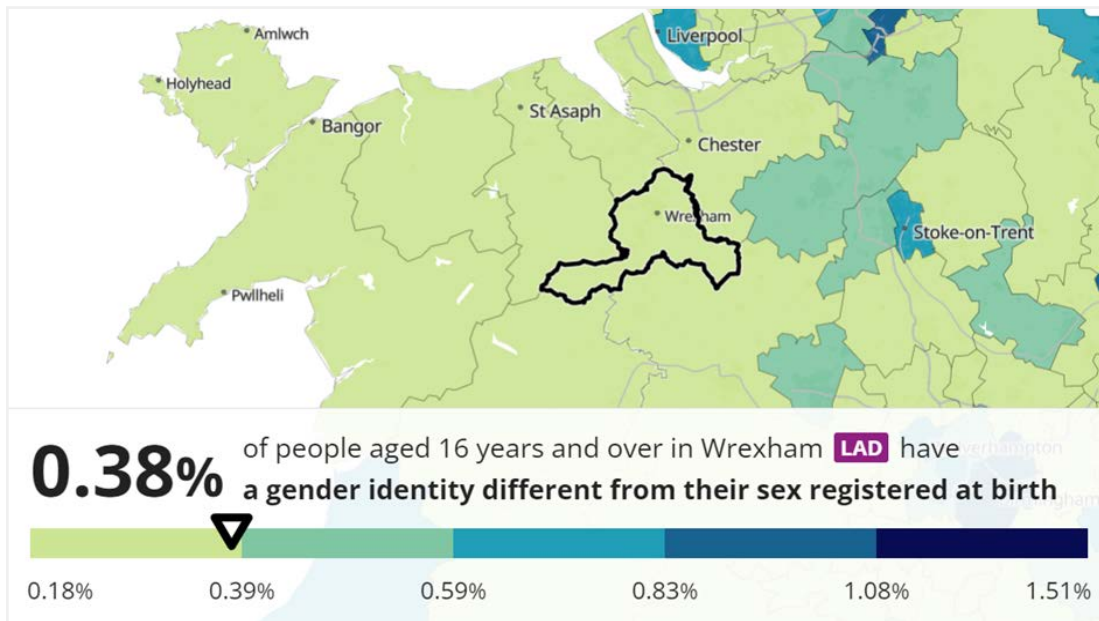 Amlwch
Liverpool
Holyhead
St Asaph
Bangor
Chester
Wrexham
Stoke-on-Trent
Pwllheli
0.38%
of people aged 16 years and over in Wrexham LAD have
a gender identity different from their sex registered at birth
0.18%
0.39%
0.59%
0.83%
1.08%
1.51%